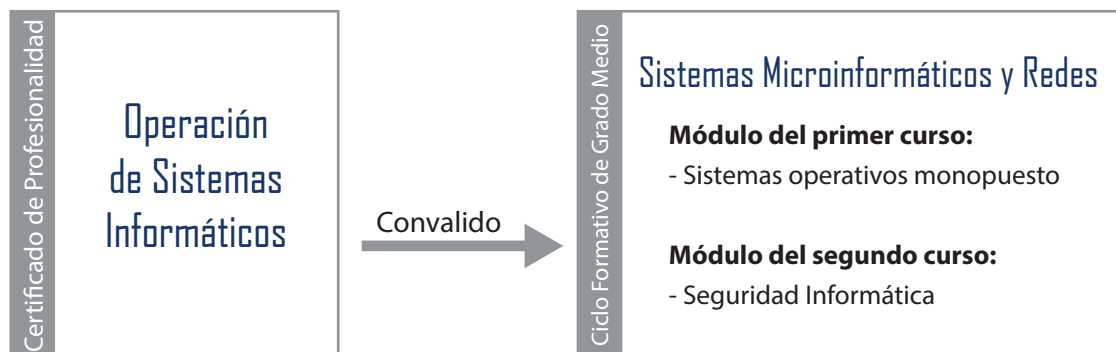 Certificado de Profesionalidad
Operación
de Sistemas
Informáticos
Convalido
Ciclo Formativo de Grado Medio
Sistemas Microinformáticos y Redes
Módulo del primer curso:
- Sistemas operativos monopuesto
Módulo del segundo curso:
- Seguridad Informática